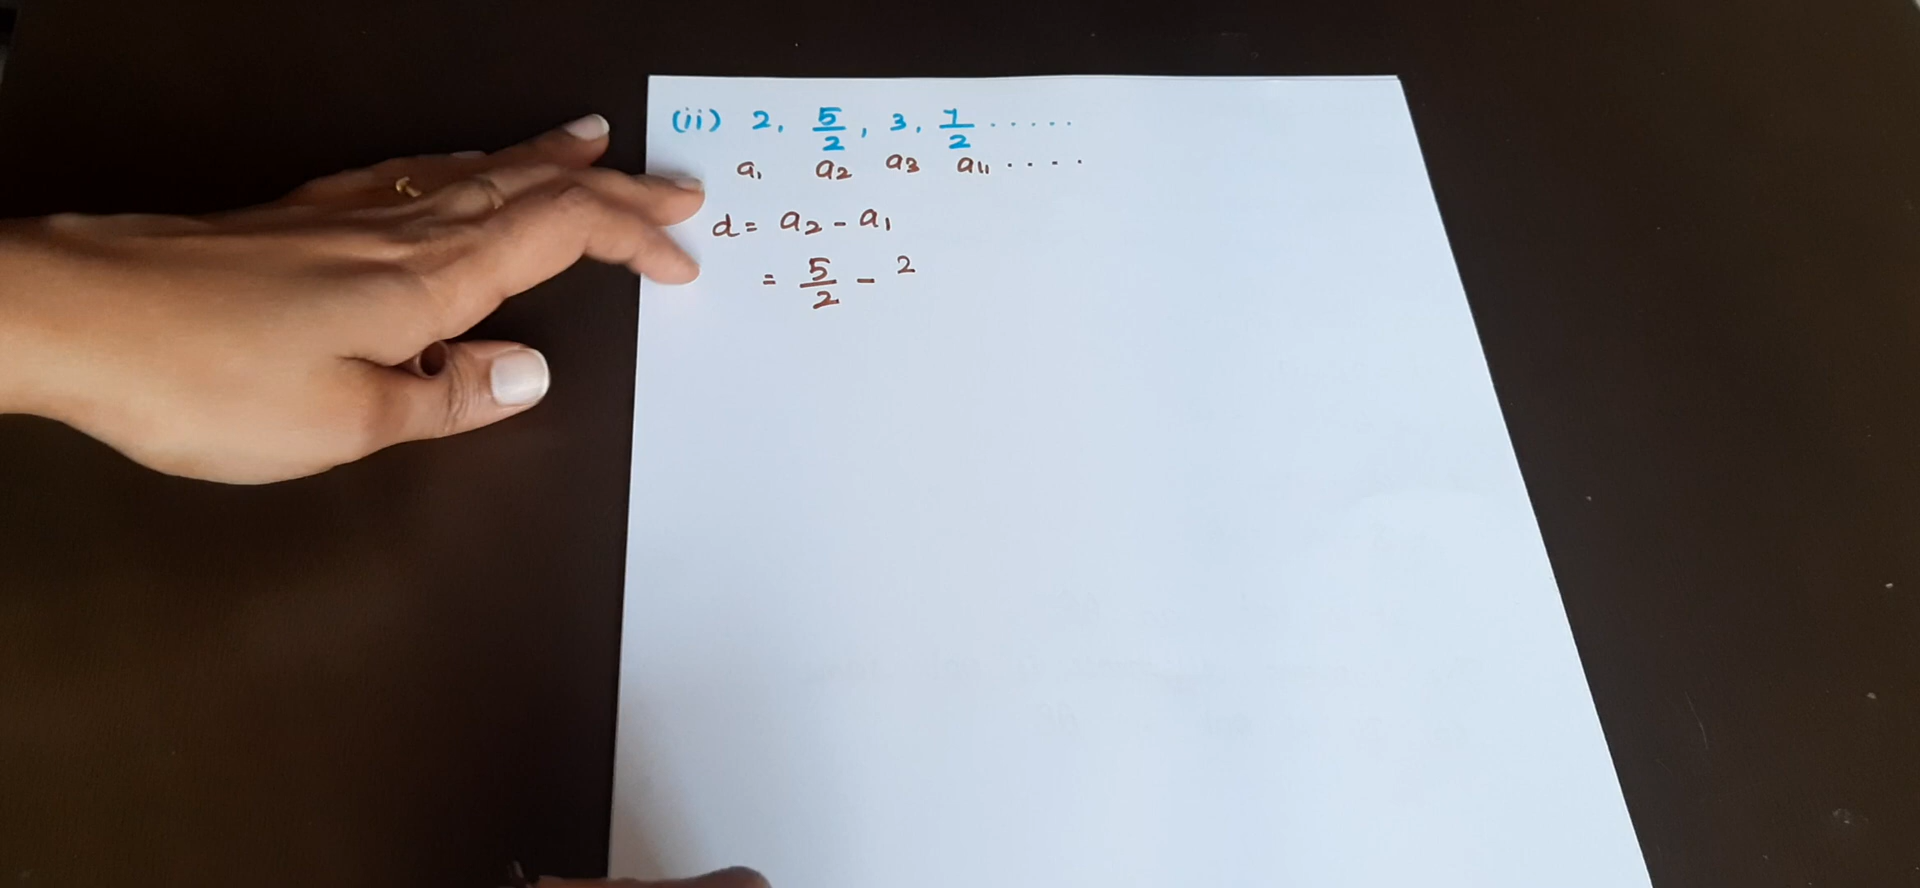 (ii) 2, 5/2, 3, 7/2 .....
a₁ a₂ a₃ a₄ ....
d = a₂ - a₁
= 5/2 - 2